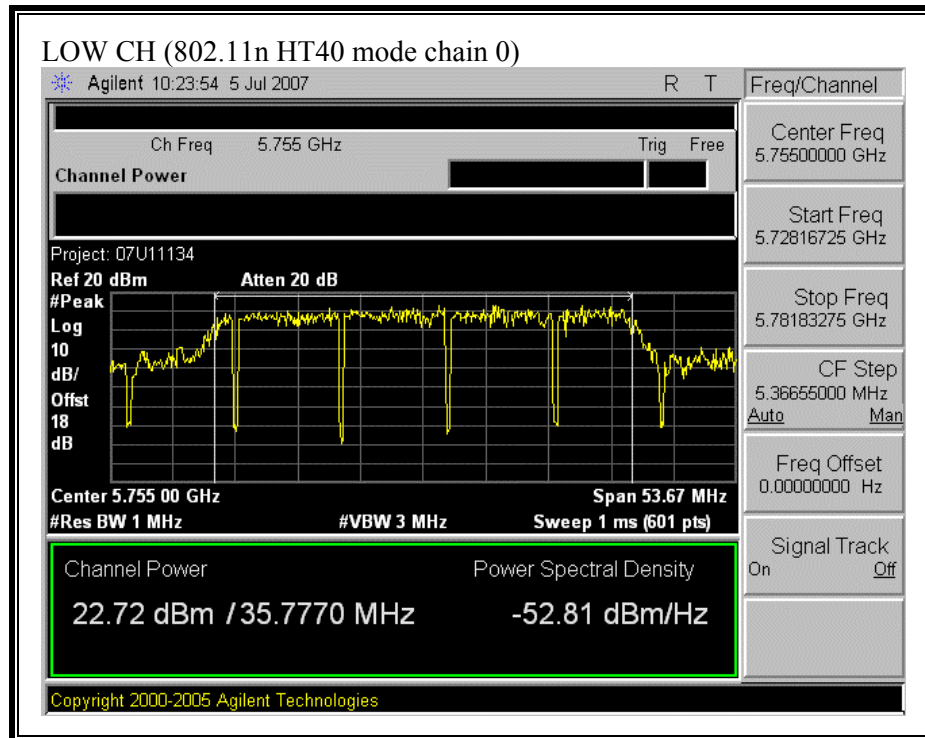 LOW CH (802.11n HT40 mode chain 0)
Agilent 10:23:54 5 Jul 2007 R T
Freq/Channel
Ch Freq 5.755 GHz Trig Free
Channel Power
Center Freq
5.75500000 GHz
Start Freq
5.72816725 GHz
Stop Freq
5.78183275 GHz
CF Step
5.36655000 MHz
Auto Man
Freq Offset
0.00000000 Hz
Signal Track
On Off
Project: 07U11134
Ref 20 dBm Atten 20 dB
#Peak
Log
10
dB/
Offst
18
dB
Center 5.755 00 GHz Span 53.67 MHz
#Res BW 1 MHz #VBW 3 MHz Sweep 1 ms (601 pts)
Channel Power Power Spectral Density
22.72 dBm / 35.7770 MHz -52.81 dBm/Hz
Copyright 2000-2005 Agilent Technologies